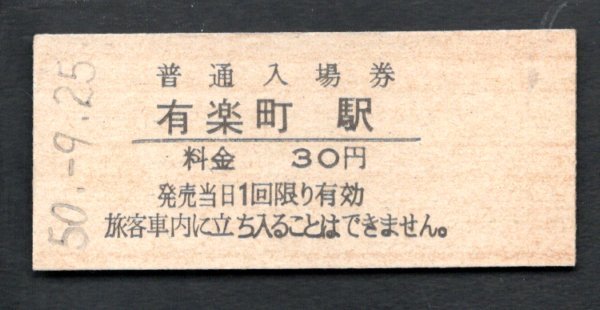 50.-9.25
普通入場券
有楽町 駅
料金 30円
発売当日1回限り有効
旅客車内に立ち入ることはできません。